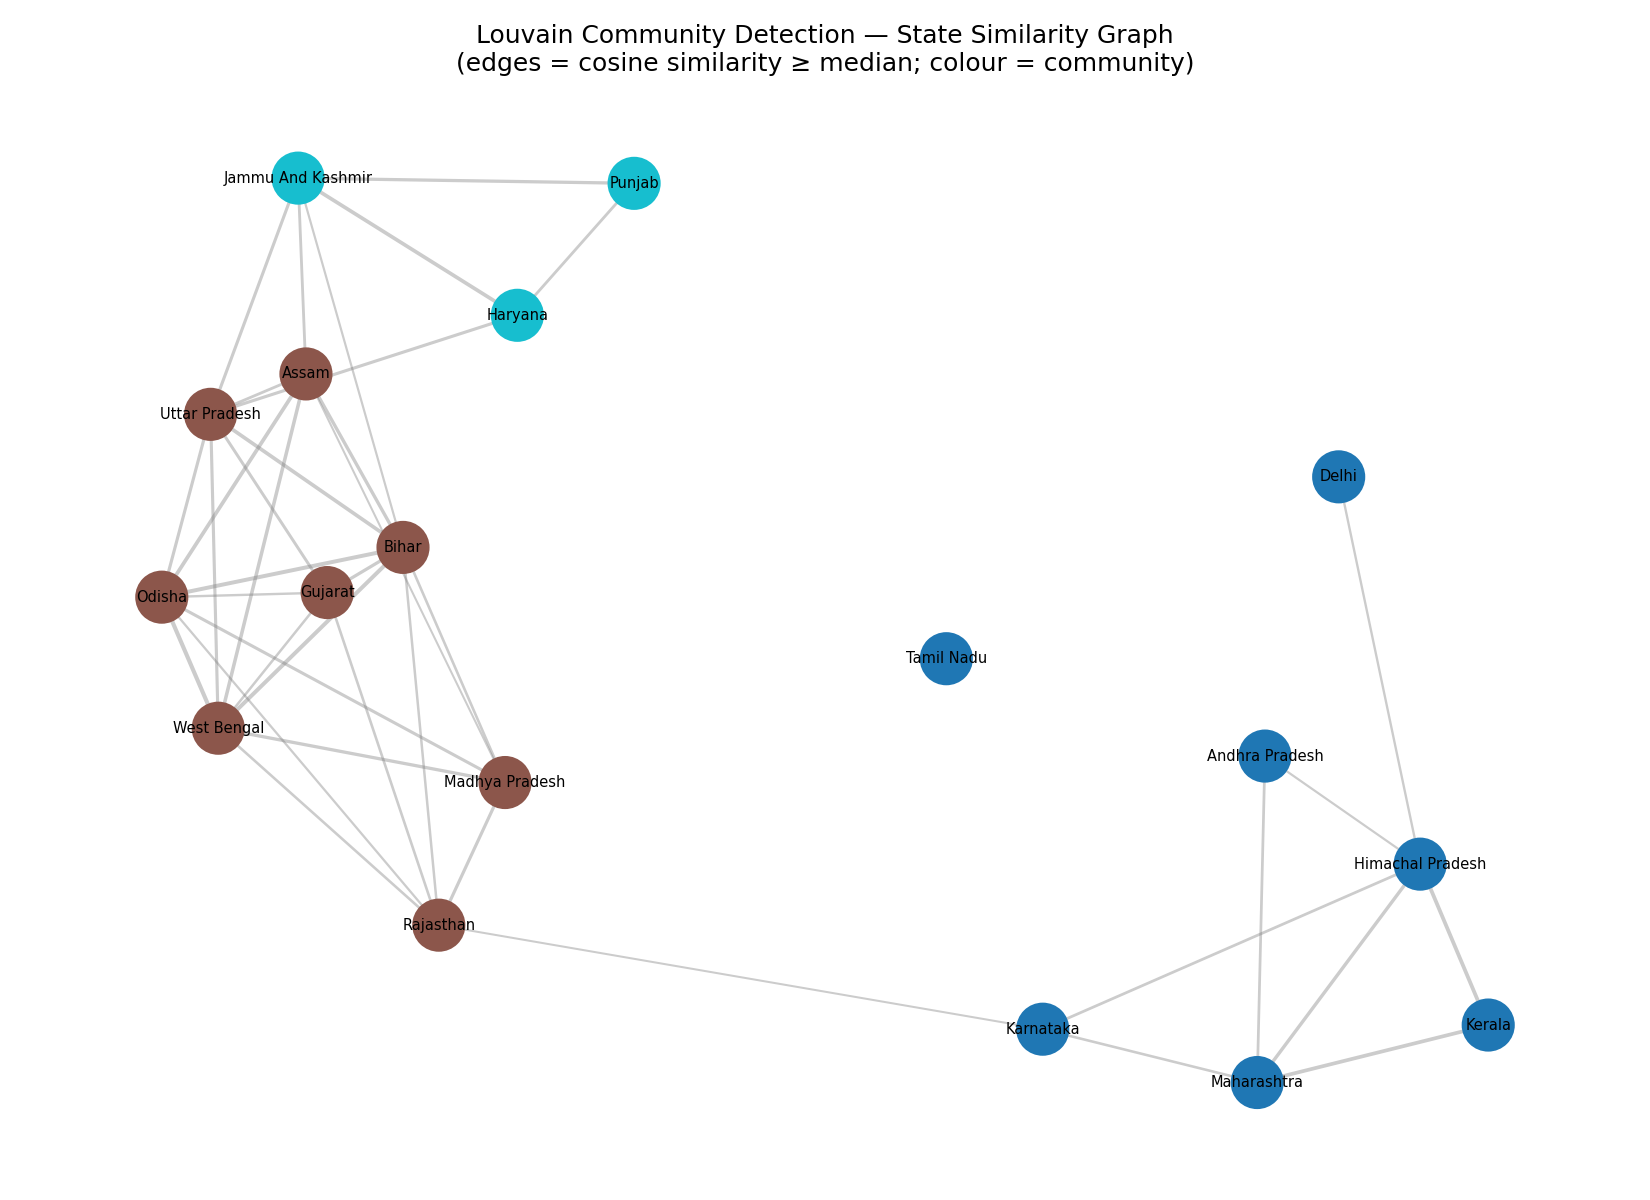 Louvain Community Detection — State Similarity Graph
(edges = cosine similarity ≥ median; colour = community)
Jammu And Kashmir
Punjab
Haryana
Assam
Uttar Pradesh
Delhi
Bihar
Gujarat
Odisha
Tamil Nadu
West Bengal
Andhra Pradesh
Madhya Pradesh
Himachal Pradesh
Rajasthan
Karnataka
Kerala
Maharashtra